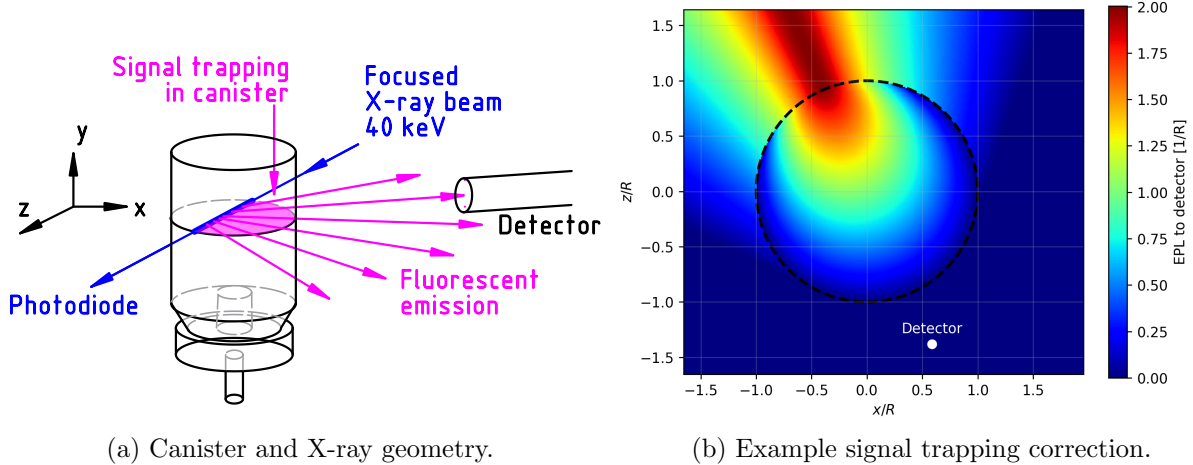 Signal trapping
in canister
Focused
X-ray beam
40 keV
y
z
x
Detector
Photodiode
Fluorescent
emission
(a) Canister and X-ray geometry.
1.5
1.0
0.5
0.0
−0.5
−1.0
−1.5
z/R
Detector
−1.5 −1.0 −0.5 0.0 0.5 1.0 1.5
x/R
2.00
1.75
1.50
1.25
1.00
0.75
0.50
0.25
0.00
EPL to detector [1/R]
(b) Example signal trapping correction.